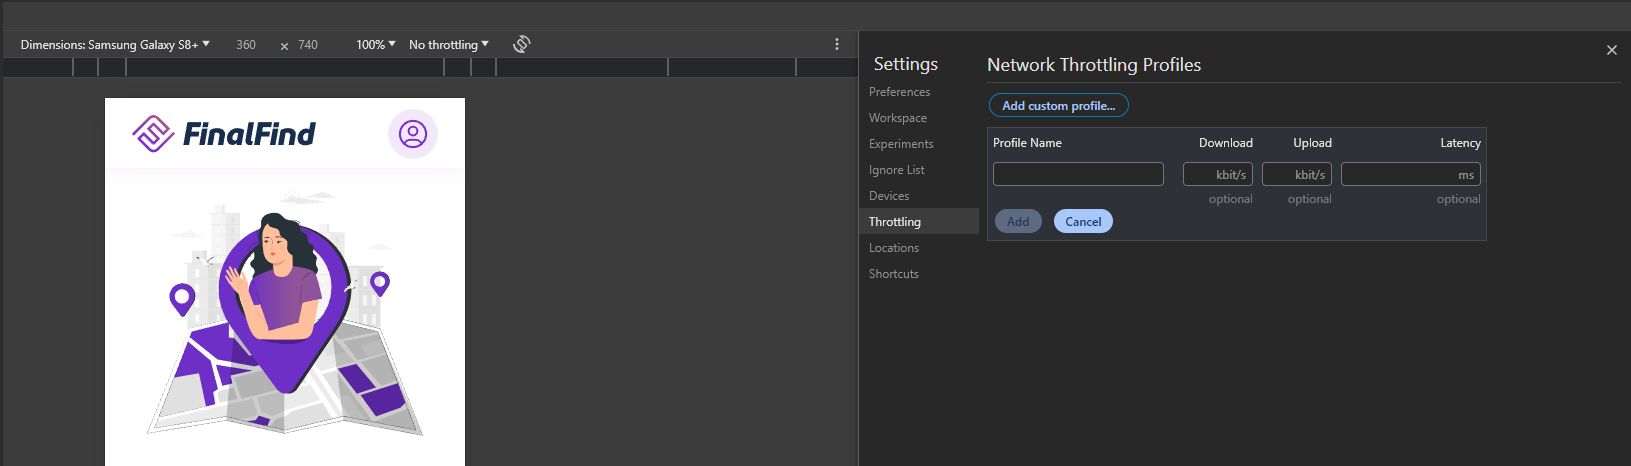 Dimensions: Samsung Galaxy S8+ 360 × 740 100% No throttling
FinalFind
Settings
Preferences
Workspace
Experiments
Ignore List
Devices
Throttling
Locations
Shortcuts
Network Throttling Profiles
Add custom profile...
Profile Name Download Upload Latency
kbit/s kbit/s ms
optional optional optional
Add Cancel